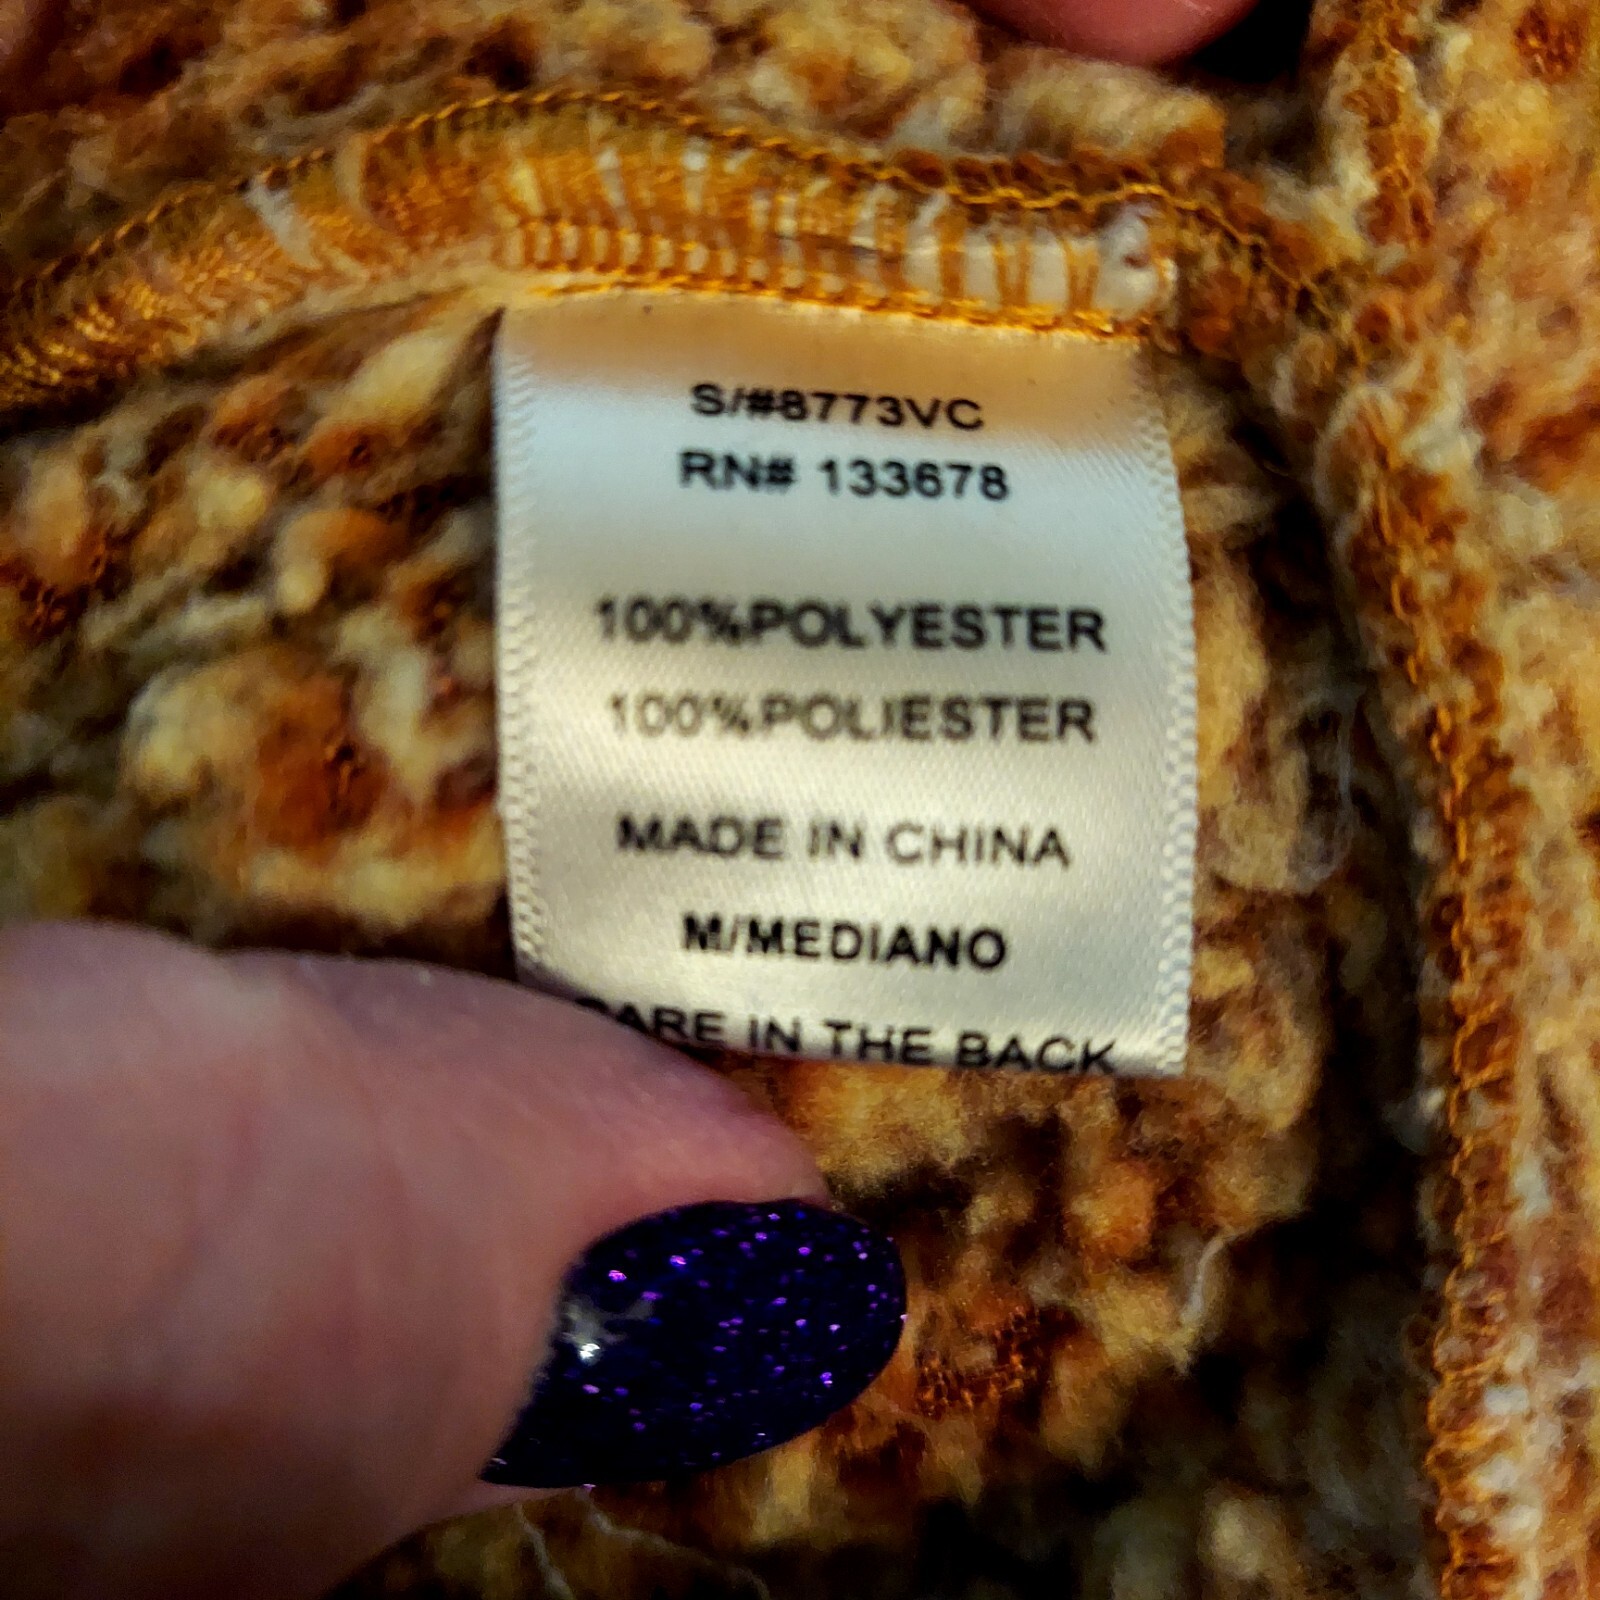 S/#8773VC
RN# 133678
100%POLYESTER
100%POLIESTER
MADE IN CHINA
M/MEDIANO
CARE IN THE BACK